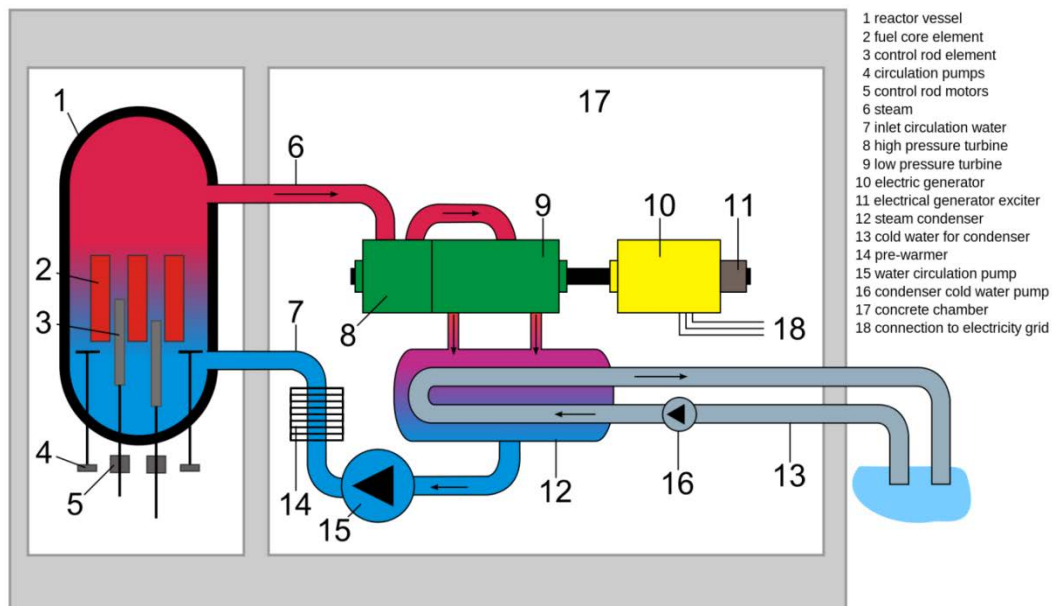 1 reactor vessel
2 fuel core element
3 control rod element
4 circulation pumps
5 control rod motors
6 steam
7 inlet circulation water
8 high pressure turbine
9 low pressure turbine
10 electric generator
11 electrical generator exciter
12 steam condenser
13 cold water for condenser
14 pre-warmer
15 water circulation pump
16 condenser cold water pump
17 concrete chamber
18 connection to electricity grid
1
17
6
9
10
11
2
3
7
8
18
4
5
14
15
12
16
13